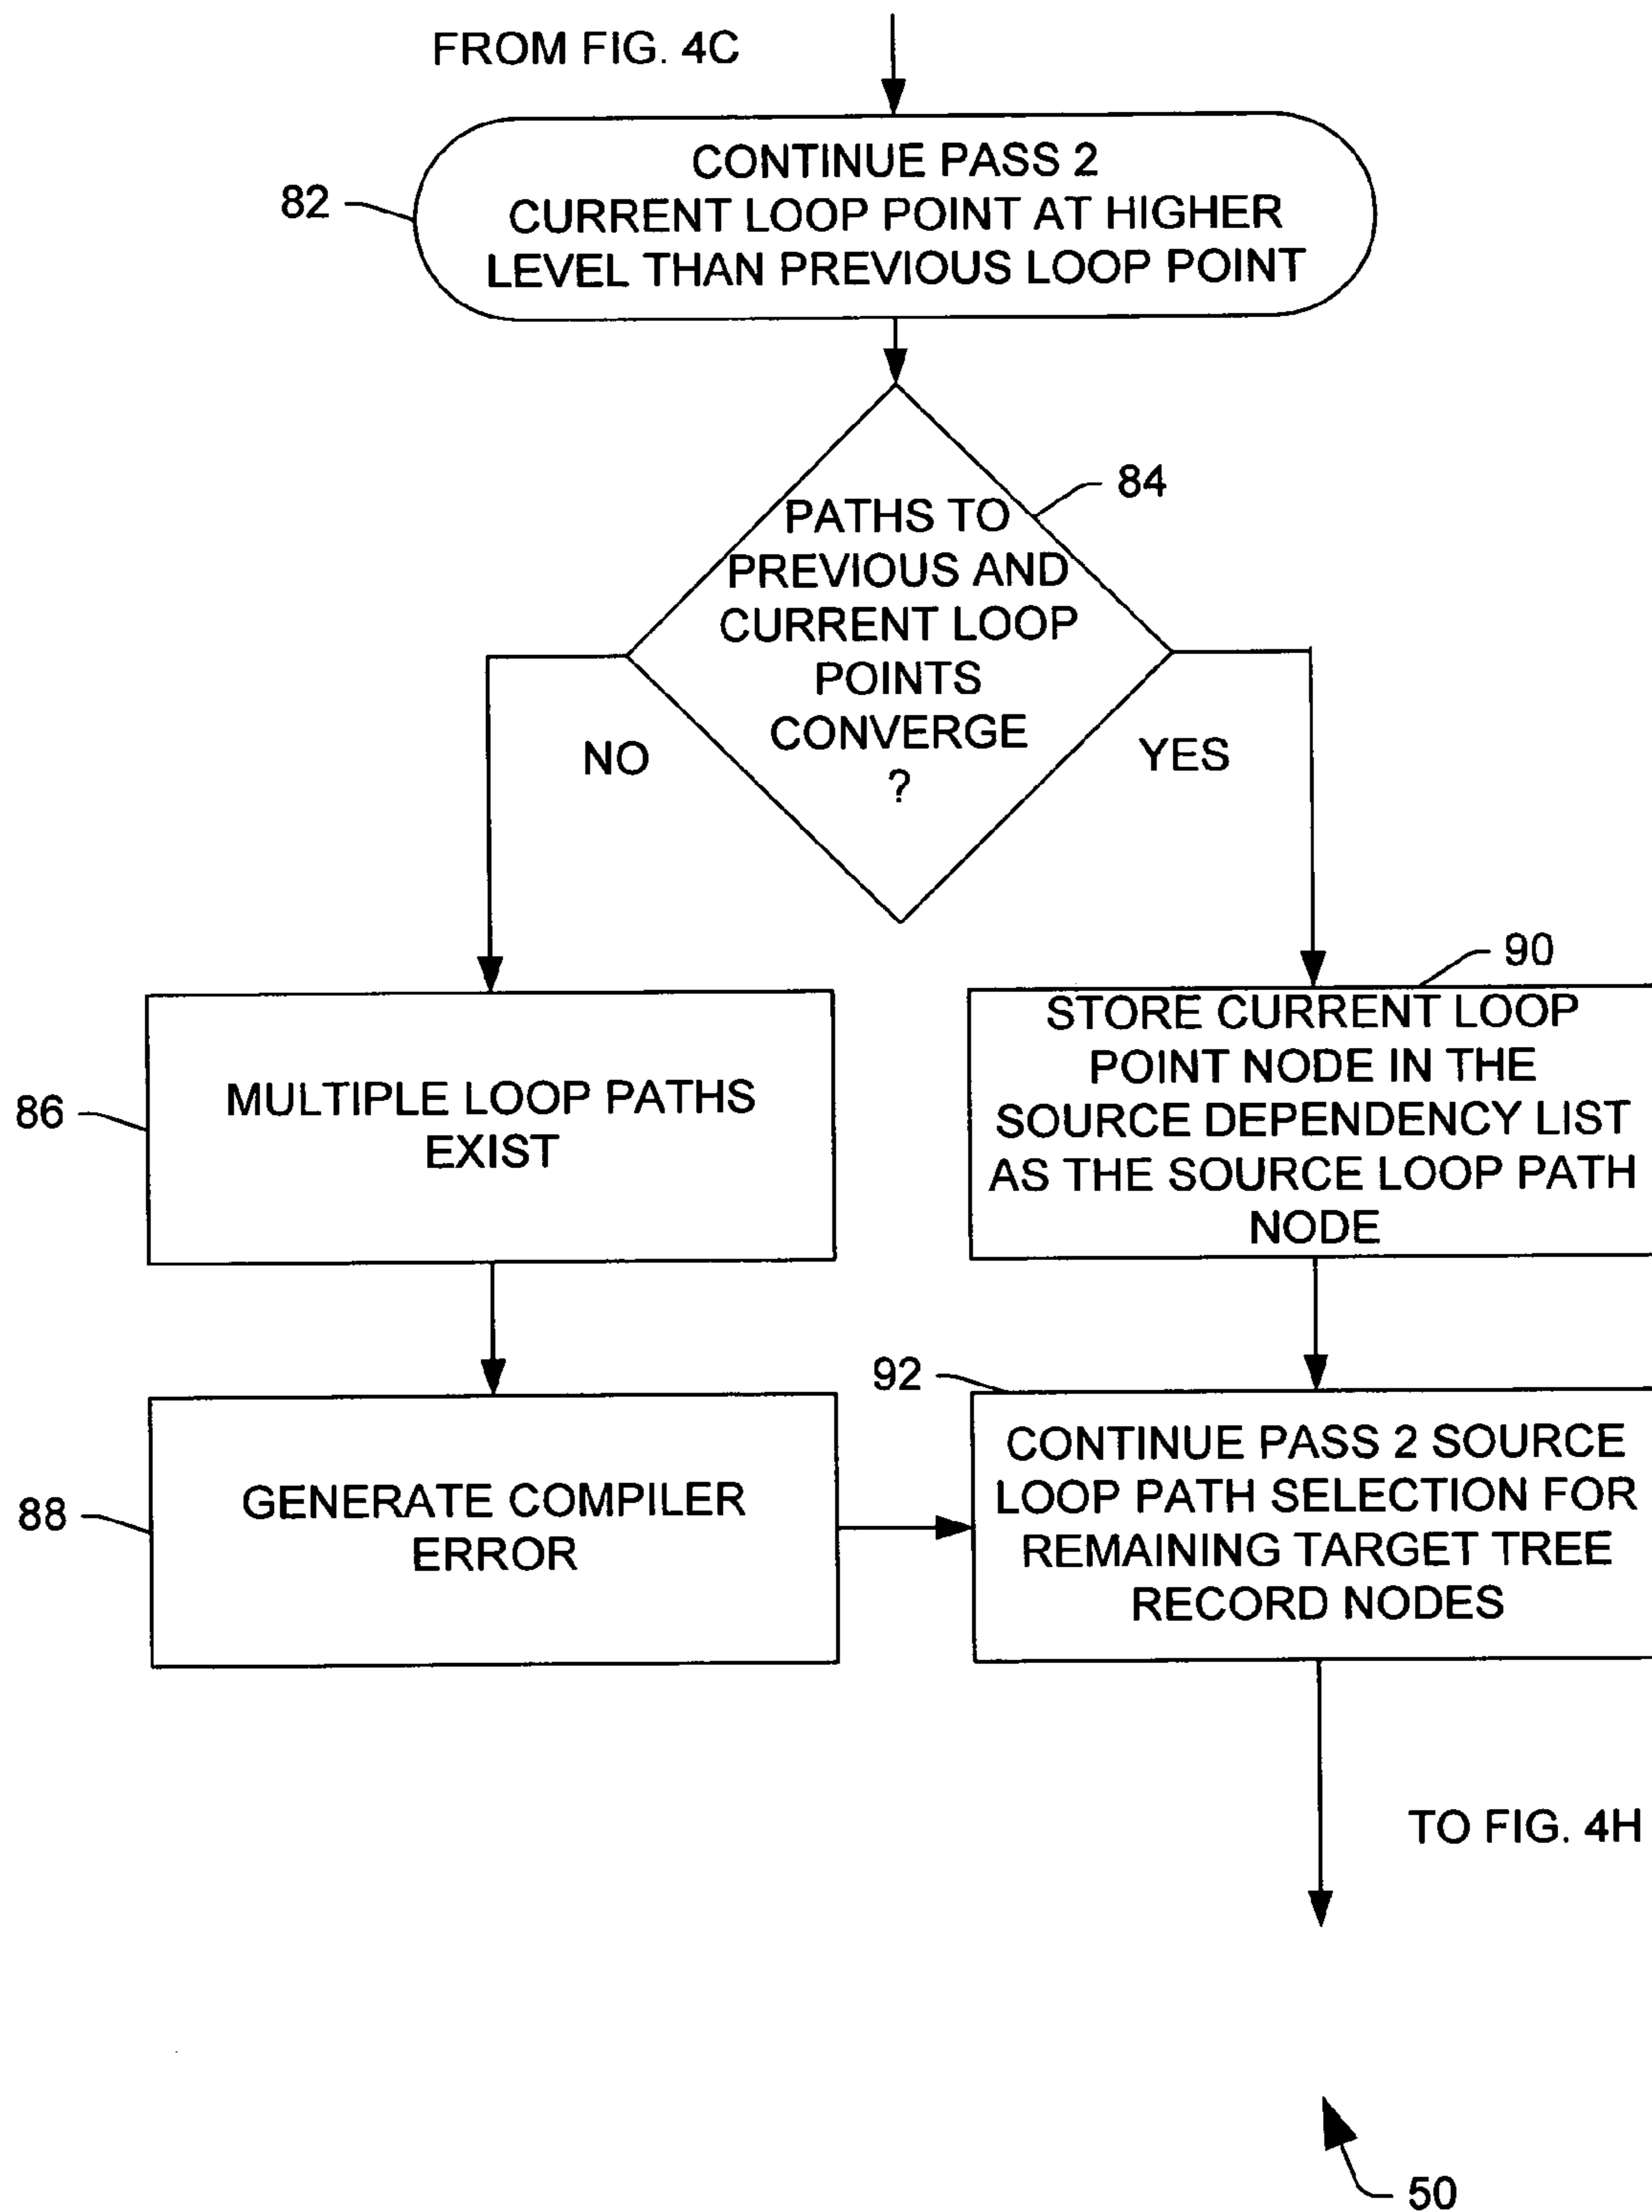 FROM FIG. 4C
CONTINUE PASS 2
CURRENT LOOP POINT AT HIGHER
LEVEL THAN PREVIOUS LOOP POINT
82
84
PATHS TO
PREVIOUS AND
CURRENT LOOP
POINTS
CONVERGE
?
NO
YES
90
86
MULTIPLE LOOP PATHS
EXIST
STORE CURRENT LOOP
POINT NODE IN THE
SOURCE DEPENDENCY LIST
AS THE SOURCE LOOP PATH
NODE
92
88
GENERATE COMPILER
ERROR
CONTINUE PASS 2 SOURCE
LOOP PATH SELECTION FOR
REMAINING TARGET TREE
RECORD NODES
TO FIG. 4H
50